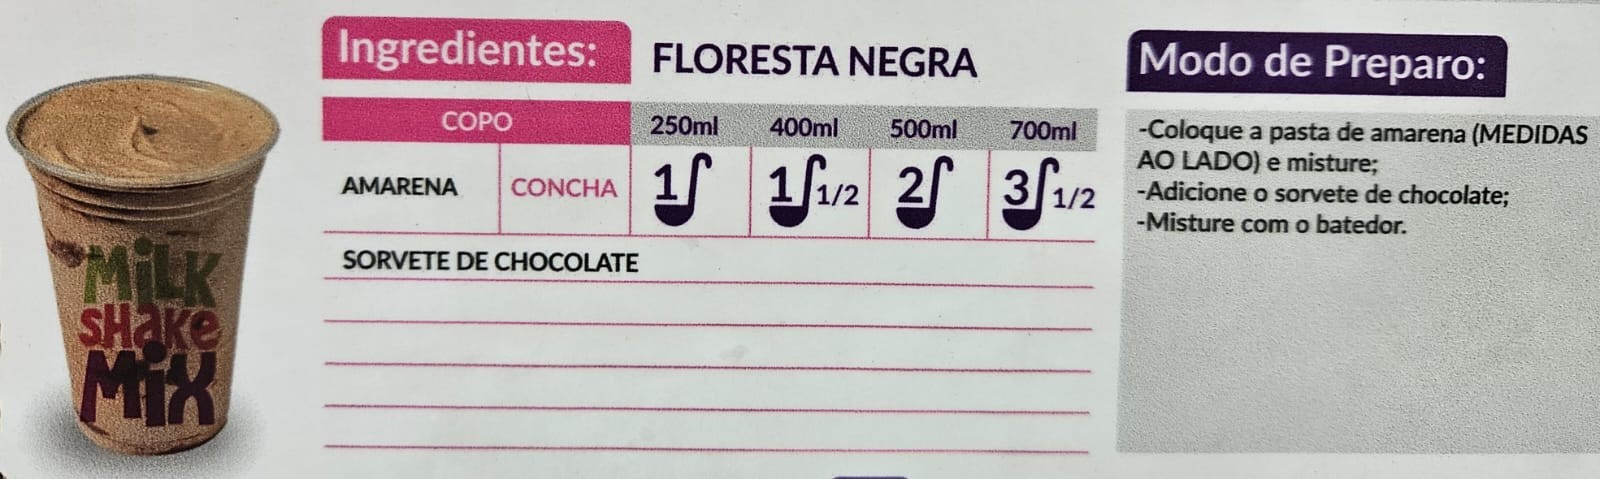 Ingredientes:
FLORESTA NEGRA
COPO 250ml 400ml 500ml 700ml
AMARENA CONCHA 1 1 1/2 2 3 1/2
SORVETE DE CHOCOLATE
Modo de Preparo:
-Coloque a pasta de amarena (MEDIDAS
AO LADO) e misture;
-Adicione o sorvete de chocolate;
-Misture com o batedor.
MiLK
SHaKe
MiX